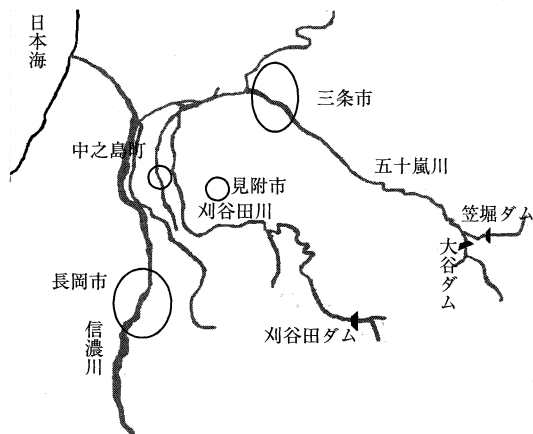 日本海
三条市
中之島町
五十嵐川
見附市
刈谷田川
笠堀ダム
大谷ダム
長岡市
刈谷田ダム
信濃川